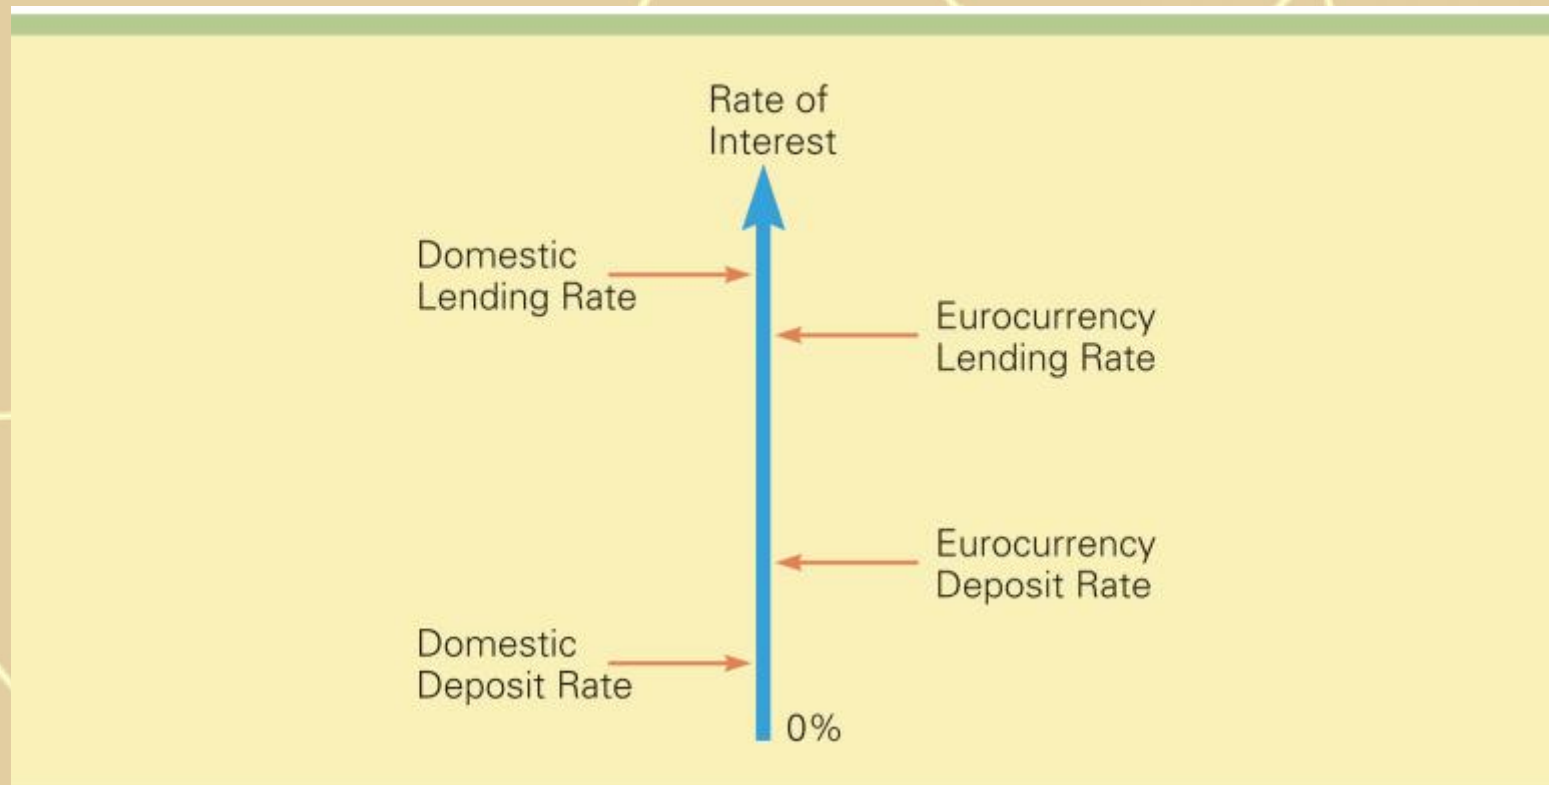 Rate of
Interest
Domestic
Lending Rate
Eurocurrency
Lending Rate
Eurocurrency
Deposit Rate
Domestic
Deposit Rate
0%